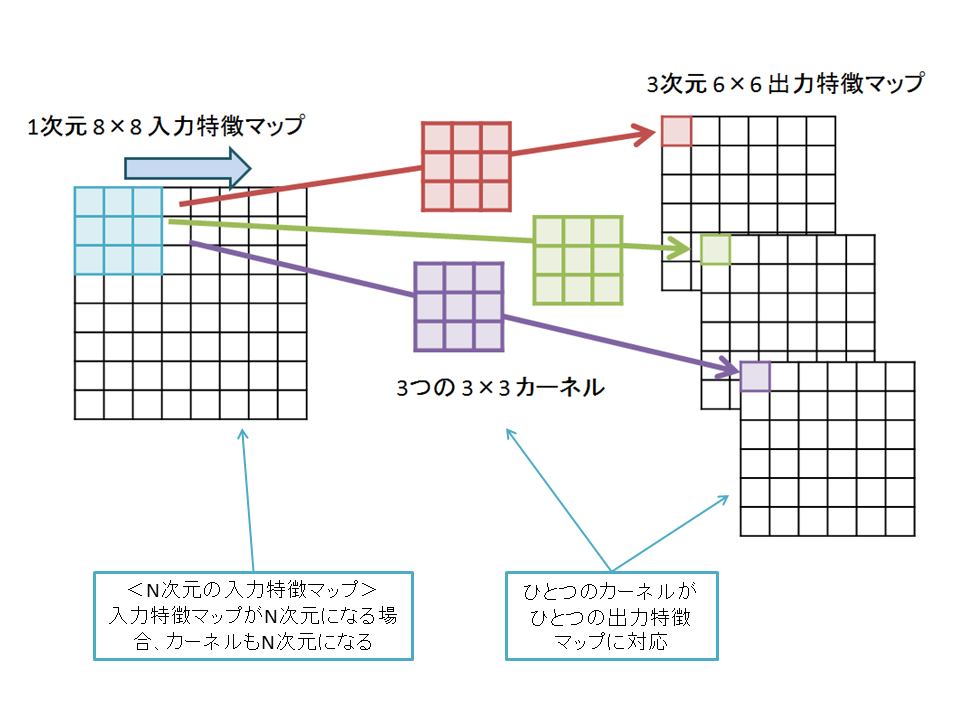 3次元 6×6 出力特徴マップ
1次元 8×8 入力特徴マップ
3つの 3×3 カーネル
＜N次元の入力特徴マップ＞
入力特徴マップがN次元になる場
合、カーネルもN次元になる
ひとつのカーネルが
ひとつの出力特徴
マップに対応